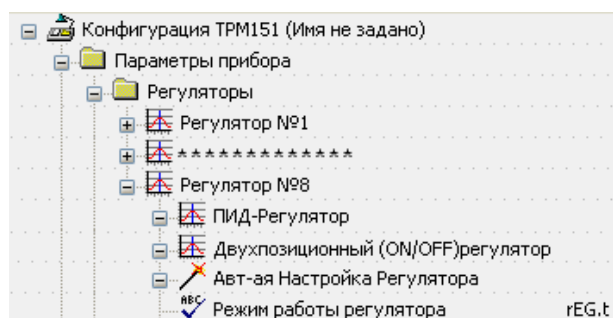 Конфигурация ТРМ151 (Имя не задано)
Параметры прибора
Регуляторы
Регулятор №1
* * * * * * * * * * * * *
Регулятор №8
ПИД-Регулятор
Двухпозиционный (ON/OFF)регулятор
Авт-ая Настройка Регулятора
ABC Режим работы регулятора rEG.t